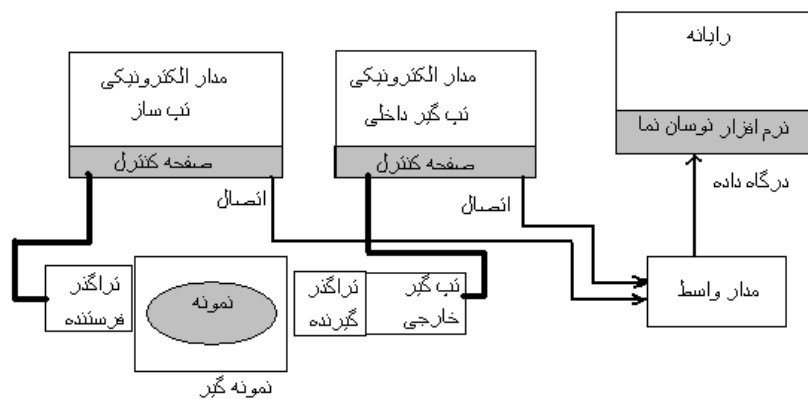 رایانه
نرم افزار نوسان نما
مدار الکترونیکی
تپ گیر داخلی
صفحه کنترل
مدار الکترونیکی
تپ ساز
صفحه کنترل
درگاه داده
اتصال
اتصال
مدار واسط
تپ گیر
خارجی
تراگذر
گیرنده
نمونه
تراگذر
فرستنده
نمونه گیر